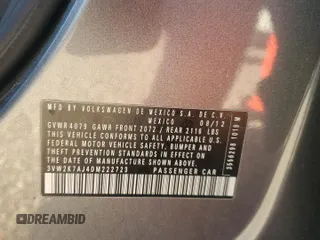 MFD. BY VOLKSWAGEN DE MEXICO S.A. DE C.V.
MEXICO 08/12
GVWR 4079 GAWR FRONT 2072 / REAR 2116 LBS
THIS VEHICLE CONFORMS TO ALL APPLICABLE
FEDERAL MOTOR VEHICLE SAFETY, BUMPER AND
THEFT PREVENTION STANDARDS IN EFFECT ON THE
DATE OF MANUFACTURE SHOWN ABOVE
3VW2K7AJ4DM222723 PASSENGER CAR
DREAMBID